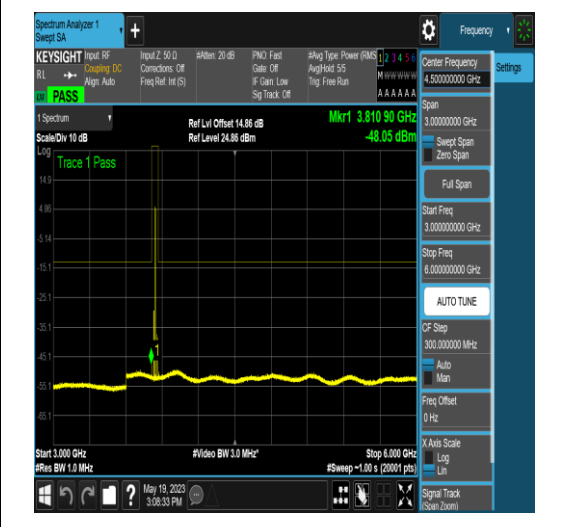 Spectrum Analyzer 1
Swept SA
+
Frequency
KEYSIGHT
RL
PASS
Input: RF
Coupling: DC
Align: Auto
Input Z: 50 Ω
Corrections: Off
Freq Ref: Int (S)
#Atten: 20 dB
PNO: Fast
Gate: Off
IF Gain: Low
Sig Track: Off
#Avg Type: Power (RMS
Avg|Hold: 5/5
Trig: Free Run
1 2 3 4 5 6
M W W W W W
A A A A A A
1 Spectrum
Scale/Div 10 dB
Ref Lvl Offset 14.86 dB
Ref Level 24.86 dBm
Mkr1 3.810 90 GHz
-48.05 dBm
Log
Trace 1 Pass
14.9
4.86
-5.14
-15.1
-25.1
-35.1
-45.1
-55.1
-65.1
1
Start 3.000 GHz
#Res BW 1.0 MHz
#Video BW 3.0 MHz*
Stop 6.000 GHz
#Sweep ~1.00 s (20001 pts)
?
May 19, 2023
3:08:33 PM
Center Frequency
4.500000000 GHz
Settings
Span
3.00000000 GHz
Swept Span
Zero Span
Full Span
Start Freq
3.000000000 GHz
Stop Freq
6.000000000 GHz
AUTO TUNE
CF Step
300.000000 MHz
Auto
Man
Freq Offset
0 Hz
X Axis Scale
Log
Lin
Signal Track
(Span Zoom)